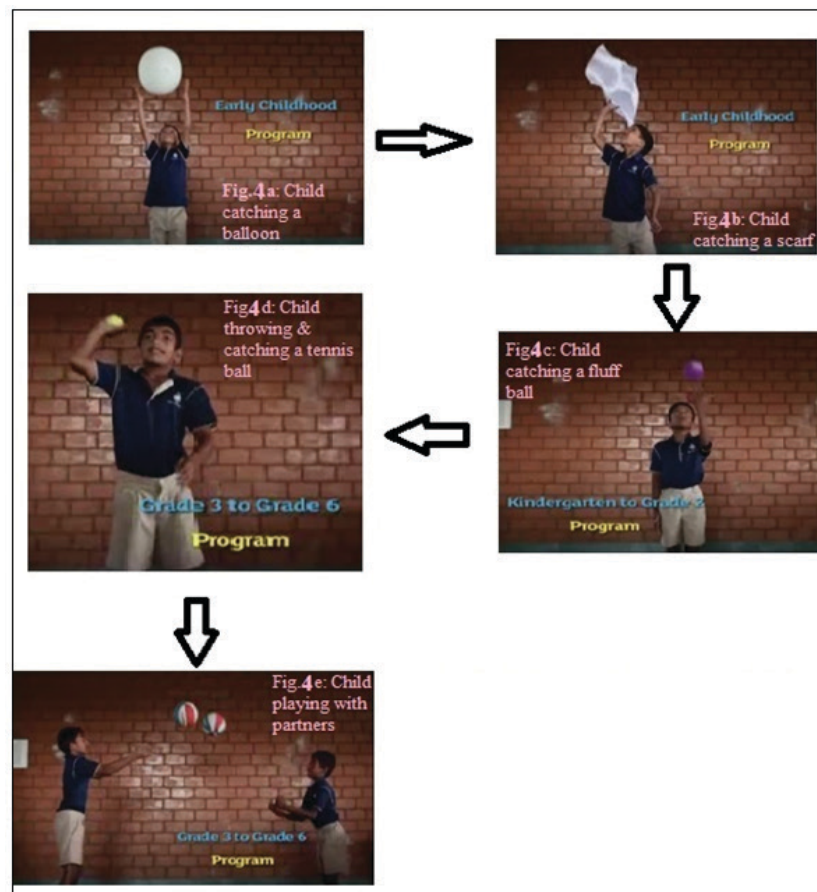 Early Childhood
Program
Fig.4a: Child
catching a
balloon
Early Childhood
Program
Fig4b: Child
catching a scarf
Fig4c: Child
catching a fluff
ball
Kindergarten to Grade 2
Program
Fig4d: Child
throwing &
catching a tennis
ball
Grade 3 to Grade 6
Program
Fig.4e: Child
playing with
partners
Grade 3 to Grade 6
Program